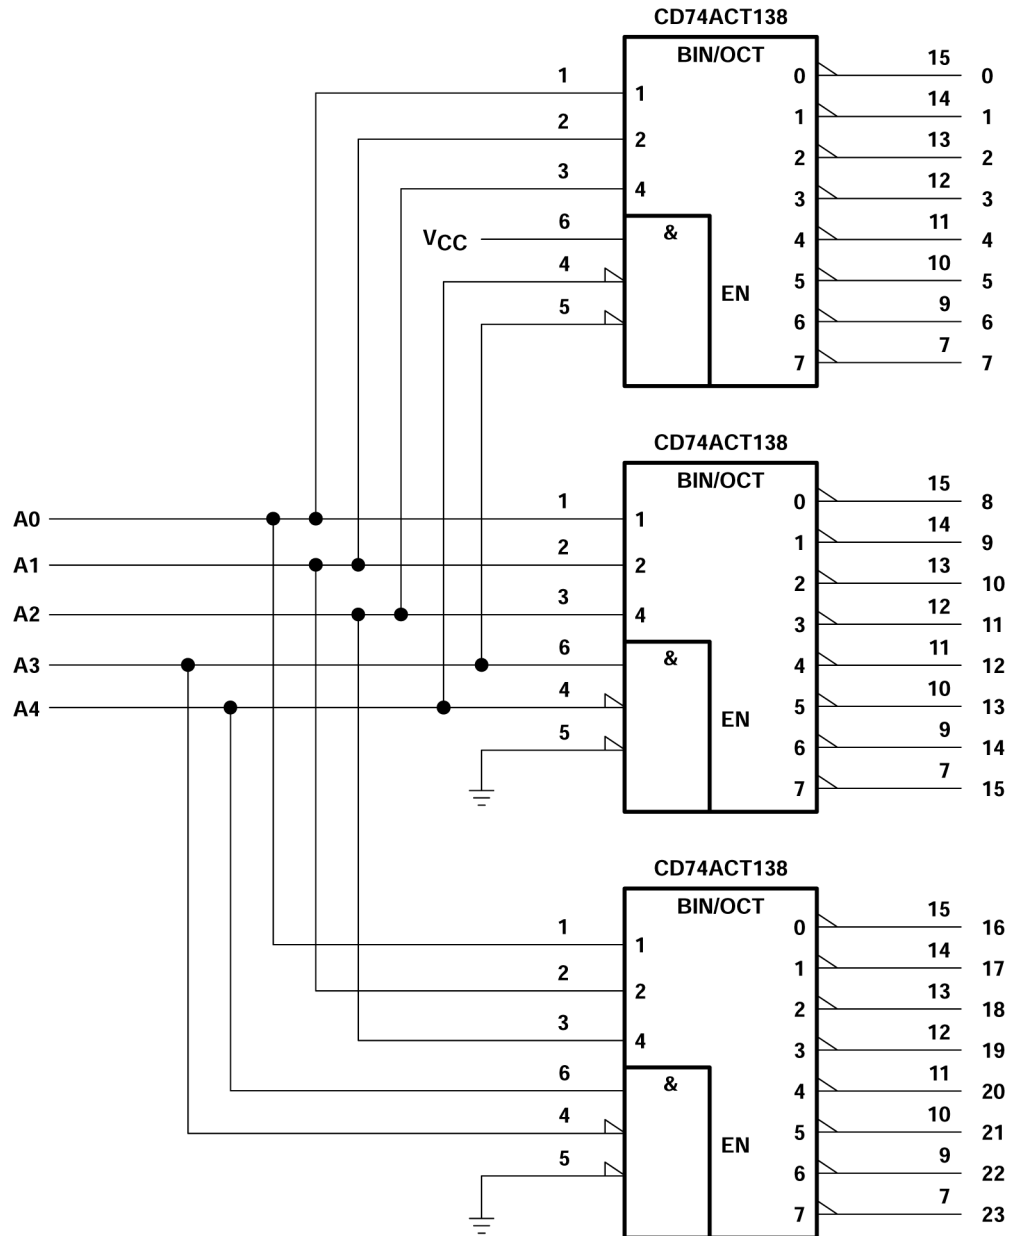 CD74ACT138
BIN/OCT
1 1
2 2
3 4
VCC 6
&
4
5
EN
0 15 0
1 14 1
2 13 2
3 12 3
4 11 4
5 10 5
6 9 6
7 7 7
CD74ACT138
BIN/OCT
A0 1 1
A1 2 2
A2 3 4
A3 6
&
A4 4
5
EN
0 15 8
1 14 9
2 13 10
3 12 11
4 11 12
5 10 13
6 9 14
7 7 15
CD74ACT138
BIN/OCT
1 1
2 2
3 4
6
&
4
5
EN
0 15 16
1 14 17
2 13 18
3 12 19
4 11 20
5 10 21
6 9 22
7 7 23